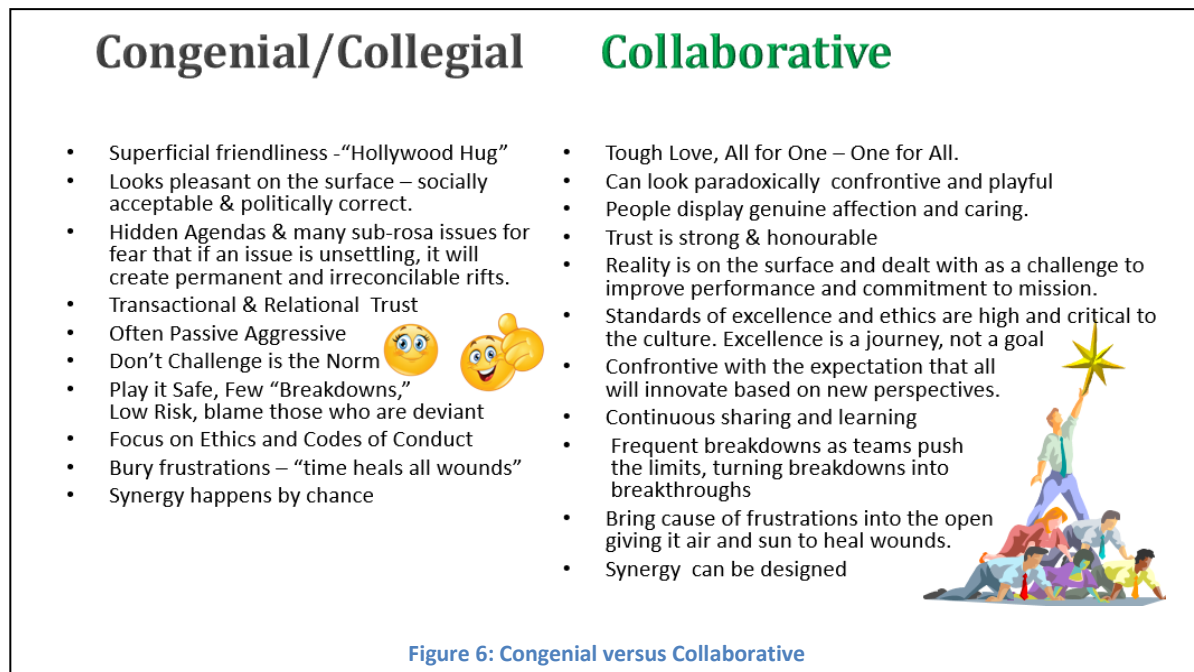 Congenial/Collegial
• Superficial friendliness -“Hollywood Hug”
• Looks pleasant on the surface – socially
acceptable & politically correct.
• Hidden Agendas & many sub-rosa issues for
fear that if an issue is unsettling, it will
create permanent and irreconcilable rifts.
• Transactional & Relational Trust
• Often Passive Aggressive
• Don’t Challenge is the Norm
• Play it Safe, Few “Breakdowns,”
Low Risk, blame those who are deviant
• Focus on Ethics and Codes of Conduct
• Bury frustrations – “time heals all wounds”
• Synergy happens by chance
Collaborative
• Tough Love, All for One – One for All.
• Can look paradoxically confrontive and playful
• People display genuine affection and caring.
• Trust is strong & honourable
• Reality is on the surface and dealt with as a challenge to
improve performance and commitment to mission.
• Standards of excellence and ethics are high and critical to
the culture. Excellence is a journey, not a goal
• Confrontive with the expectation that all
will innovate based on new perspectives.
• Continuous sharing and learning
• Frequent breakdowns as teams push
the limits, turning breakdowns into
breakthroughs
• Bring cause of frustrations into the open
giving it air and sun to heal wounds.
• Synergy can be designed
Figure 6: Congenial versus Collaborative